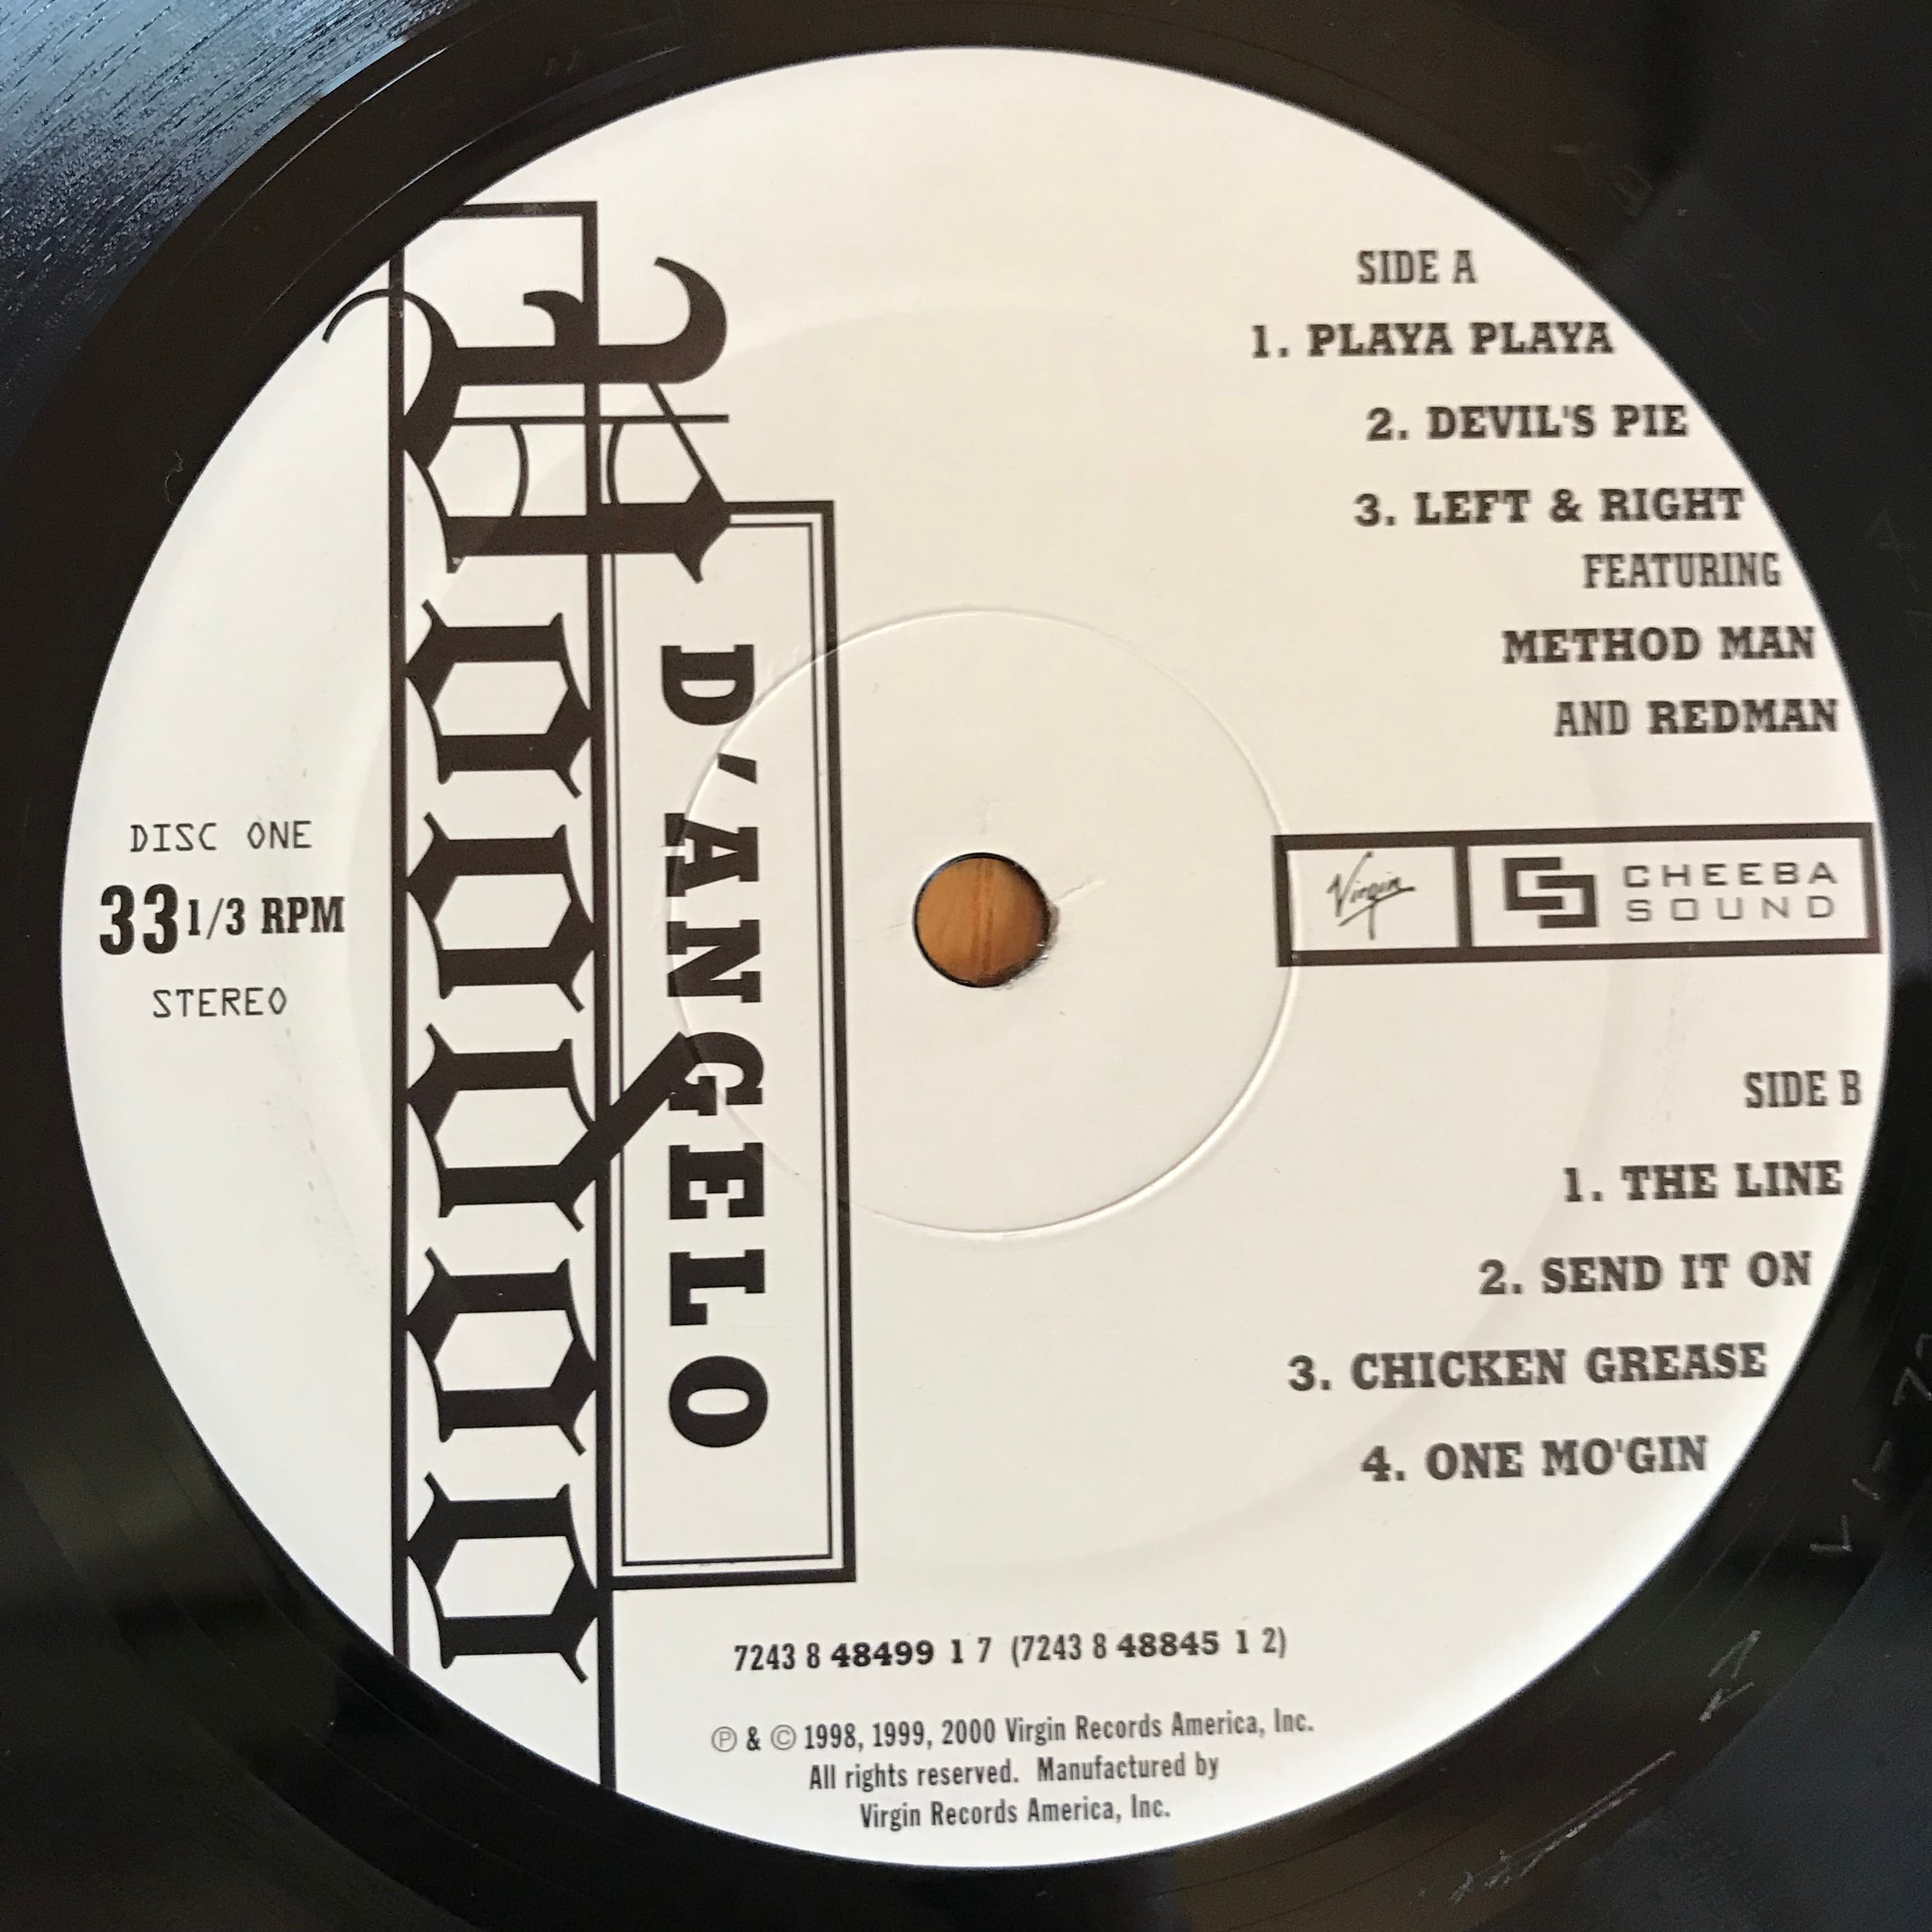 SIDE A
1. PLAYA PLAYA
2. DEVIL'S PIE
3. LEFT & RIGHT
FEATURING
METHOD MAN
AND REDMAN
D'ANGELO
DISC ONE
33 1/3 RPM
STEREO
Virgin
CHEEBA
SOUND
SIDE B
1. THE LINE
2. SEND IT ON
3. CHICKEN GREASE
4. ONE MO'GIN
7243 8 48499 1 7 (7243 8 48845 1 2)
℗ & © 1998, 1999, 2000 Virgin Records America, Inc.
All rights reserved. Manufactured by
Virgin Records America, Inc.